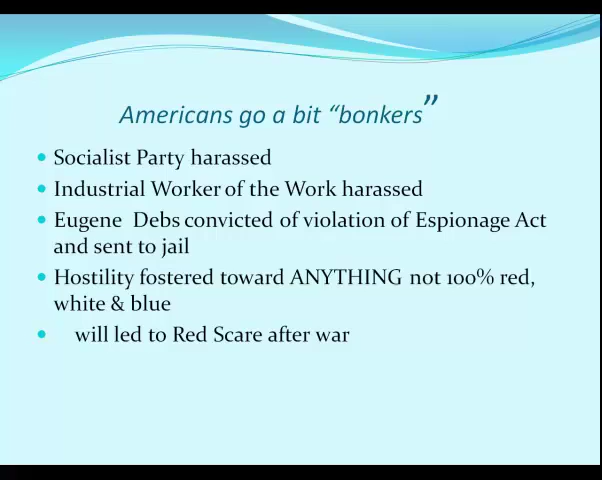 Americans go a bit “bonkers”
Socialist Party harassed
Industrial Worker of the Work harassed
Eugene Debs convicted of violation of Espionage Act
and sent to jail
Hostility fostered toward ANYTHING not 100% red,
white & blue
will led to Red Scare after war